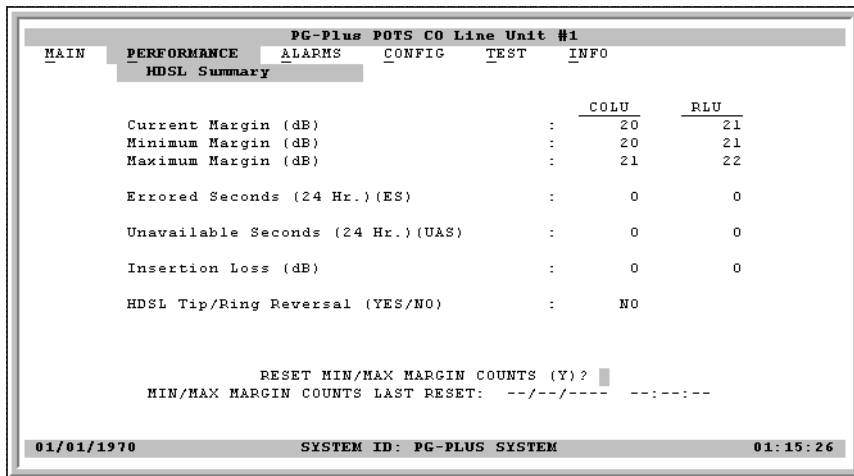 PG-Plus POTS CO Line Unit #1
MAIN PERFORMANCE ALARMS CONFIG TEST INFO
HDSL Summary
COLU RLU
Current Margin (dB) : 20 21
Minimum Margin (dB) : 20 21
Maximum Margin (dB) : 21 22
Errored Seconds (24 Hr.)(ES) : 0 0
Unavailable Seconds (24 Hr.)(UAS) : 0 0
Insertion Loss (dB) : 0 0
HDSL Tip/Ring Reversal (YES/NO) : NO
RESET MIN/MAX MARGIN COUNTS (Y)?
MIN/MAX MARGIN COUNTS LAST RESET: --/--/---- --:--:--
01/01/1970 SYSTEM ID: PG-PLUS SYSTEM 01:15:26